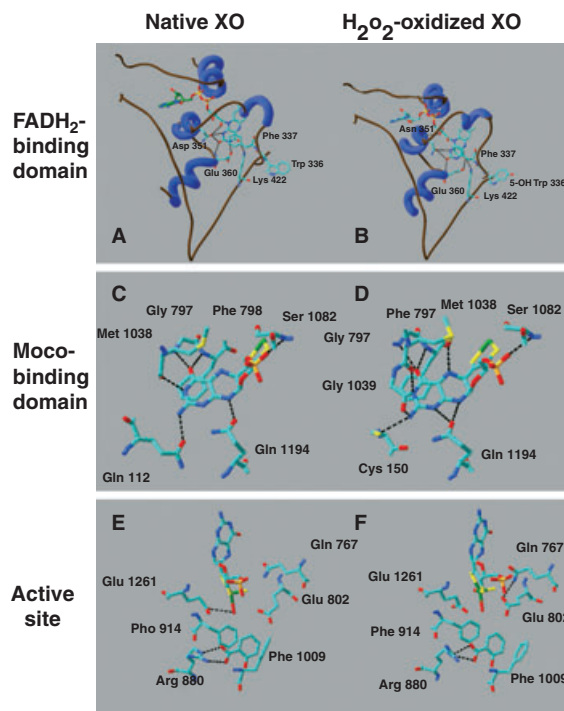 Native XO
H2o2-oxidized XO
FADH2-
binding
domain
Asp 351
Phe 337
Trp 336
Glu 360
Lys 422
A
Asn 351
Phe 337
5-OH Trp 336
Glu 360
Lys 422
B
Moco-
binding
domain
C
Gly 797
Phe 798
Ser 1082
Met 1038
Gln 1194
Gln 112
D
Met 1038
Phe 797
Ser 1082
Gly 797
Gly 1039
Gln 1194
Cys 150
Active
site
E
Gln 767
Glu 1261
Glu 802
Pho 914
Phe 1009
Arg 880
F
Gln 767
Glu 1261
Glu 802
Phe 914
Phe 1009
Arg 880